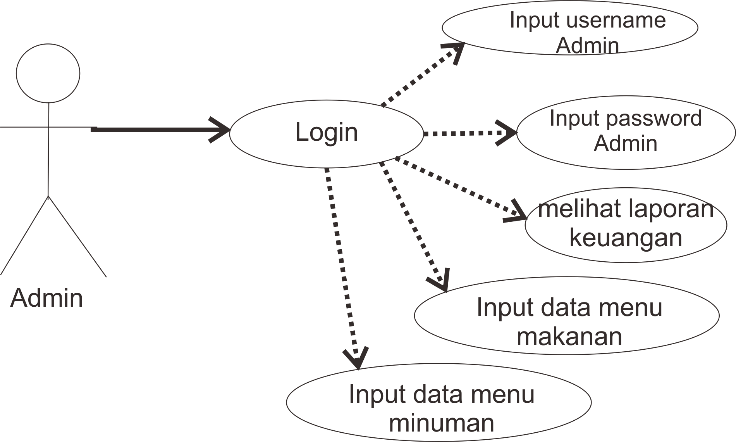 Input username
Admin
Login
Input password
Admin
melihat laporan
keuangan
Admin
Input data menu
makanan
Input data menu
minuman